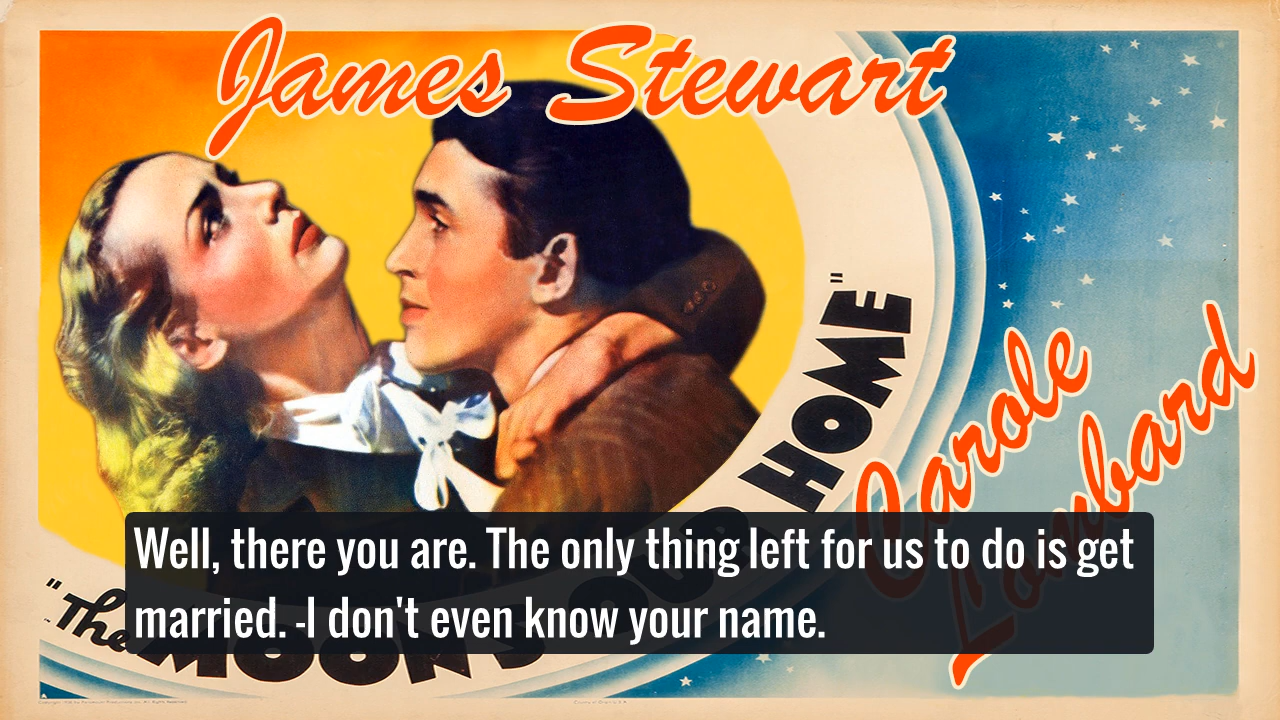 James Stewart
Carole
Lombard
"The MOON'S OUR HOME"
Well, there you are. The only thing left for us to do is get
married. -I don't even know your name.